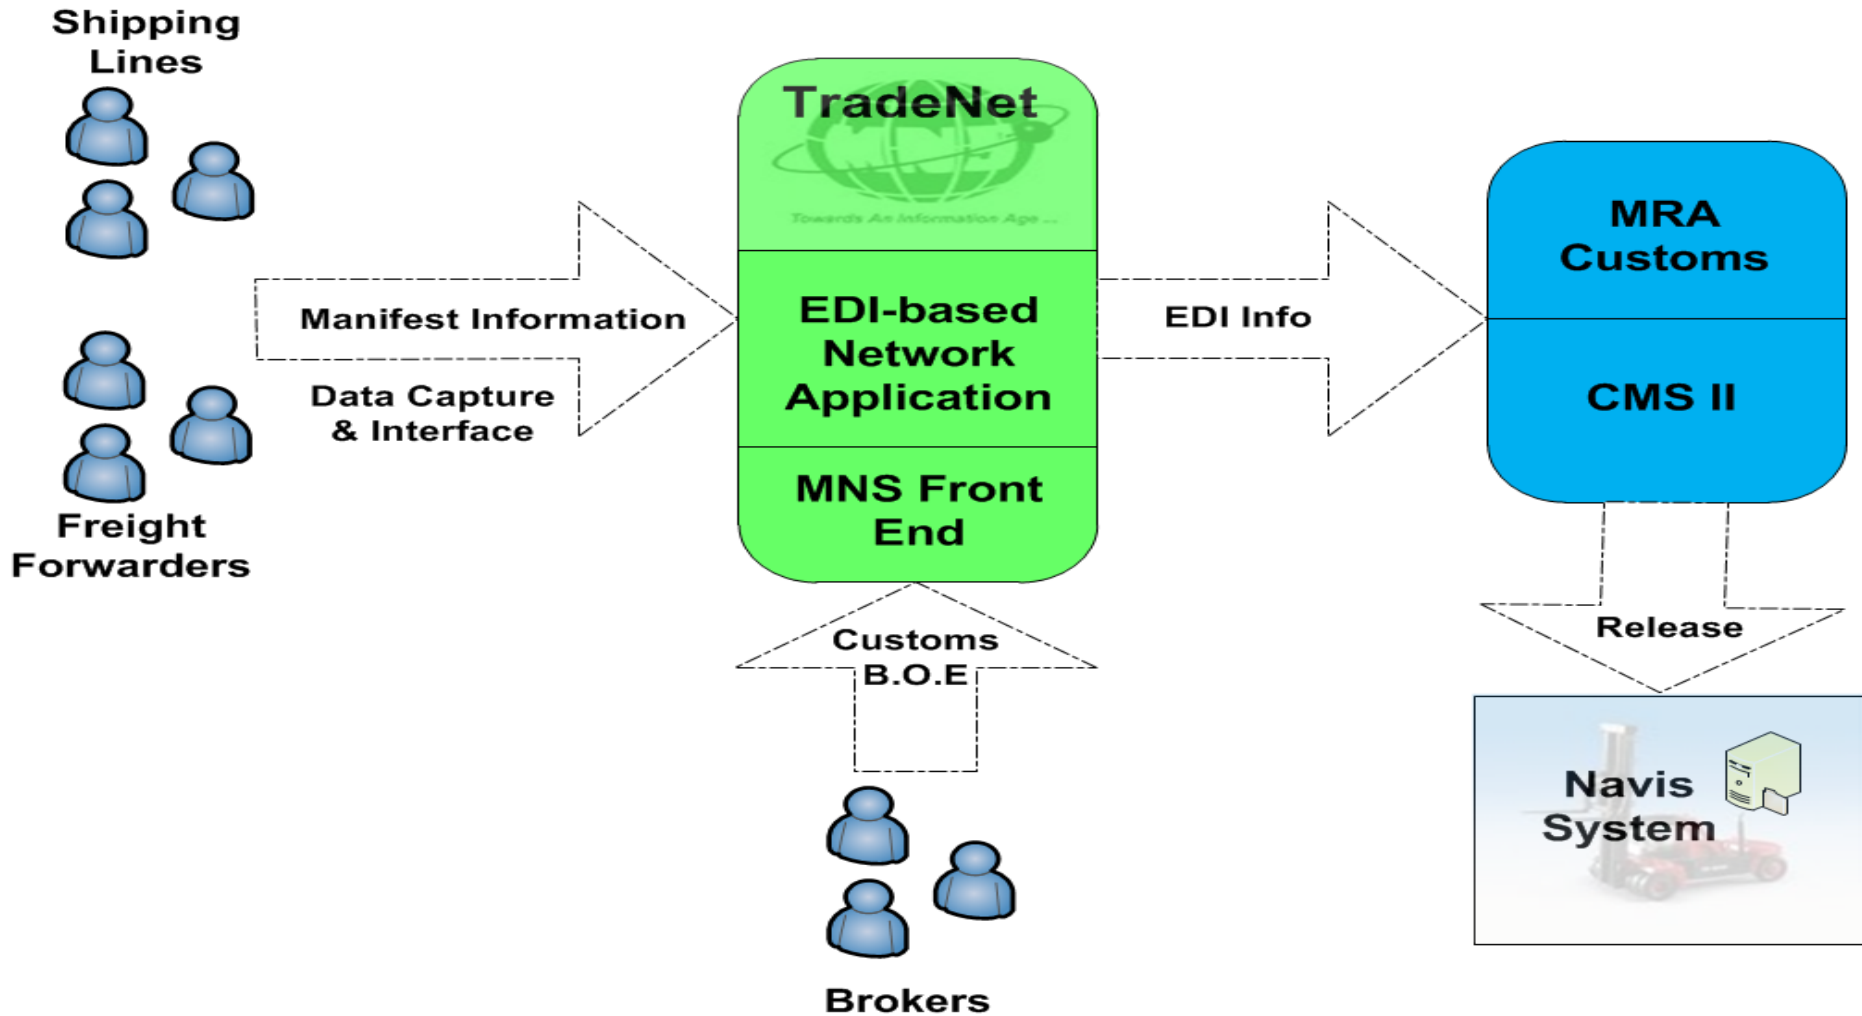 Shipping
Lines
Manifest Information
Data Capture
& Interface
Freight
Forwarders
TradeNet
Towards An Information Age ...
EDI-based
Network
Application
MNS Front
End
Customs
B.O.E
Brokers
EDI Info
MRA
Customs
CMS II
Release
Navis
System